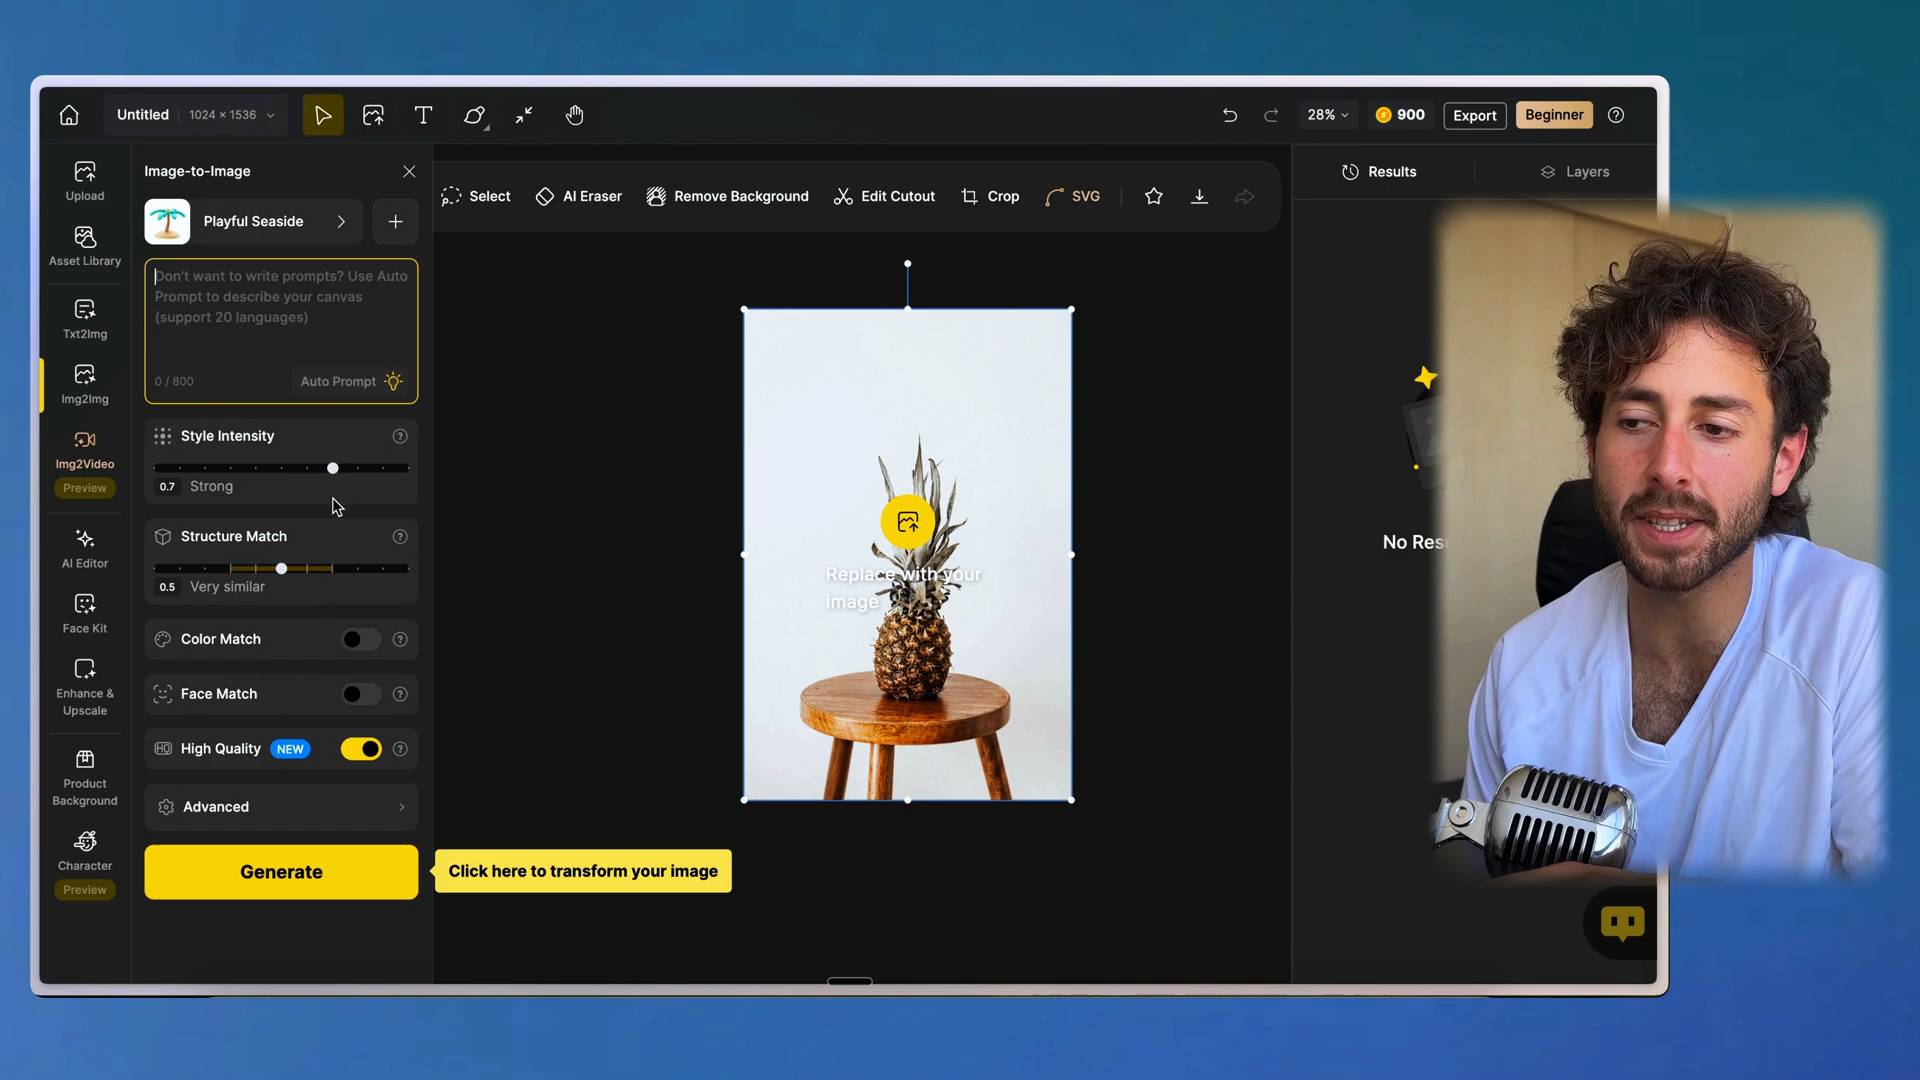 Untitled 1024 × 1536
28% 900 Export Beginner
Upload
Asset Library
Txt2Img
Img2Img
Img2Video
Preview
AI Editor
Face Kit
Enhance &
Upscale
Product
Background
Character
Preview
Image-to-Image
Playful Seaside
Don't want to write prompts? Use Auto
Prompt to describe your canvas
(support 20 languages)
0 / 800 Auto Prompt
Style Intensity
0.7 Strong
Structure Match
0.5 Very similar
Color Match
Face Match
HQ High Quality NEW
Advanced
Generate
Click here to transform your image
Select AI Eraser Remove Background Edit Cutout Crop SVG
Replace with your
image
Results Layers
No